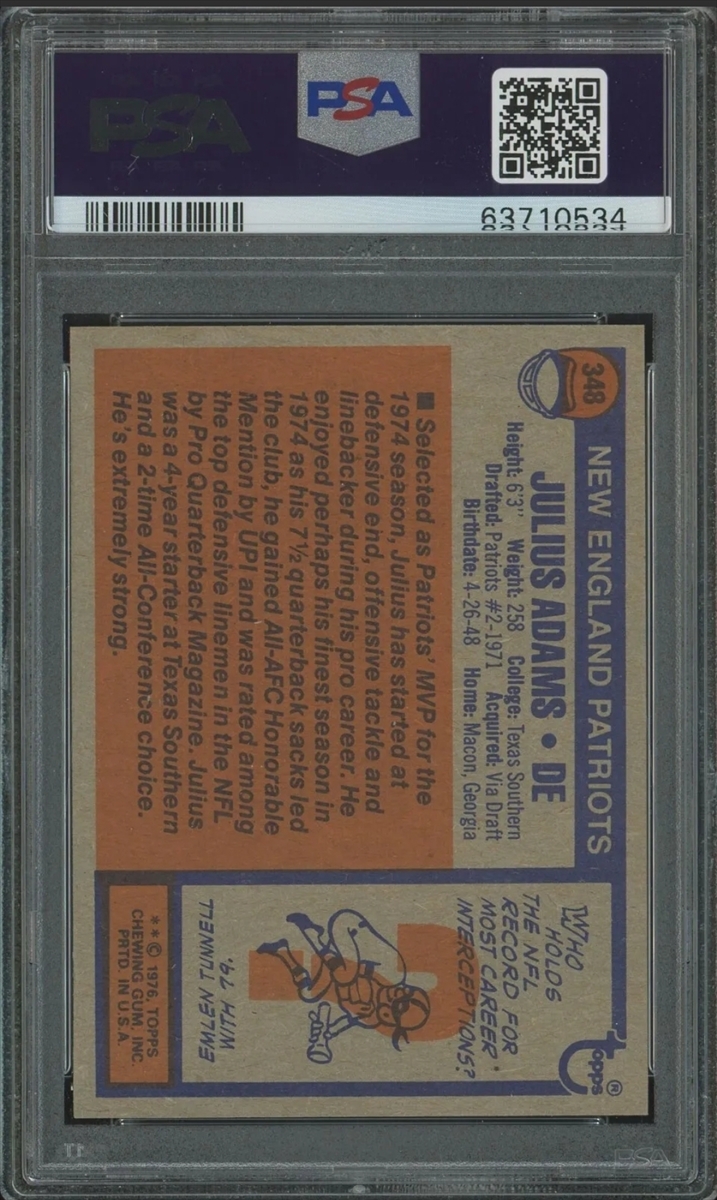 PSA
PSA
63710534
348
NEW ENGLAND PATRIOTS
JULIUS ADAMS • DE
Height: 6'3" Weight: 258 College: Texas Southern
Drafted: Patriots #2-1971 Acquired: Via Draft
Birthdate: 4-26-48 Home: Macon, Georgia
■ Selected as Patriots' MVP for the
1974 season, Julius has started at
defensive end, offensive tackle and
linebacker during his pro career. He
enjoyed perhaps his finest season in
1974 as his 7½ quarterback sacks led
the club, he gained All-AFC Honorable
Mention by UPI and was rated among
the top defensive linemen in the NFL
by Pro Quarterback Magazine. Julius
was a 4-year starter at Texas Southern
and a 2-time All-Conference choice.
He's extremely strong.
topps®
WHO
HOLDS
THE NFL
RECORD FOR
MOST CAREER
INTERCEPTIONS?
EMLEN TUNNELL
WITH 79.
** © 1976, TOPPS
CHEWING GUM, INC.
PRTD. IN U.S.A.
PSA